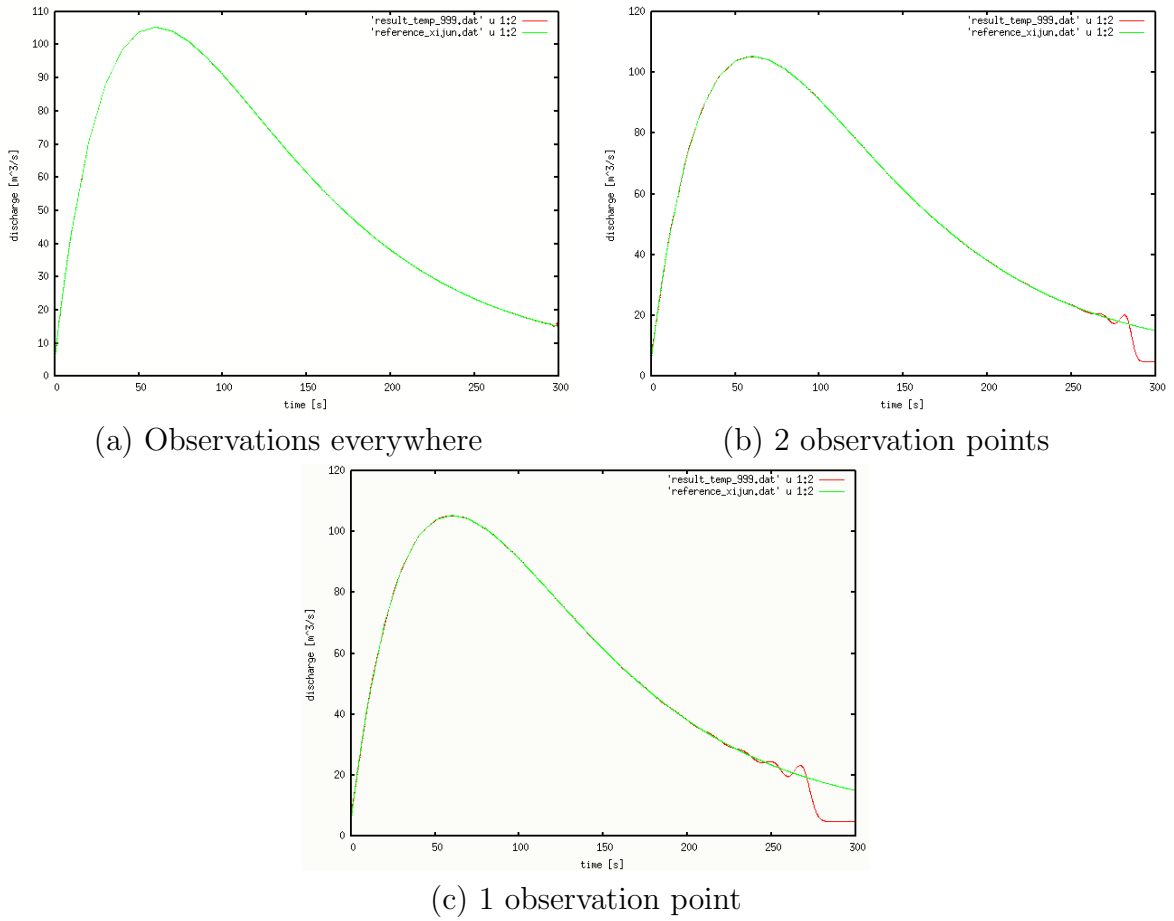 110
100
90
80
70
60
50
40
30
20
10
0
discharge [m^3/s]
'result_temp_999.dat' u 1:2
'reference_xijun.dat' u 1:2
0 50 100 150 200 250 300
time [s]
(a) Observations everywhere
120
100
80
60
40
20
0
discharge [m^3/s]
'result_temp_999.dat' u 1:2
'reference_xijun.dat' u 1:2
0 50 100 150 200 250 300
time [s]
(b) 2 observation points
120
100
80
60
40
20
0
discharge [m^3/s]
'result_temp_999.dat' u 1:2
'reference_xijun.dat' u 1:2
0 50 100 150 200 250 300
time [s]
(c) 1 observation point